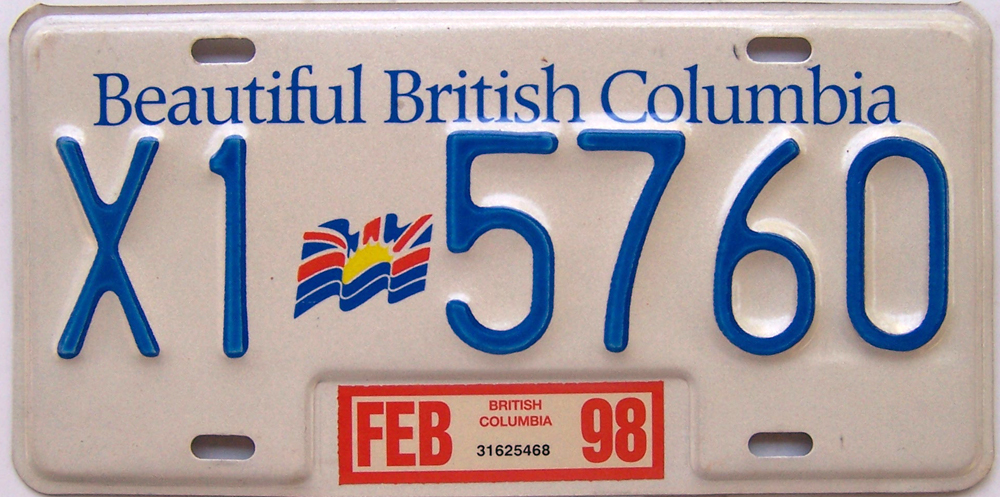 Beautiful British Columbia
X1 5760
FEB BRITISH COLUMBIA 31625468 98